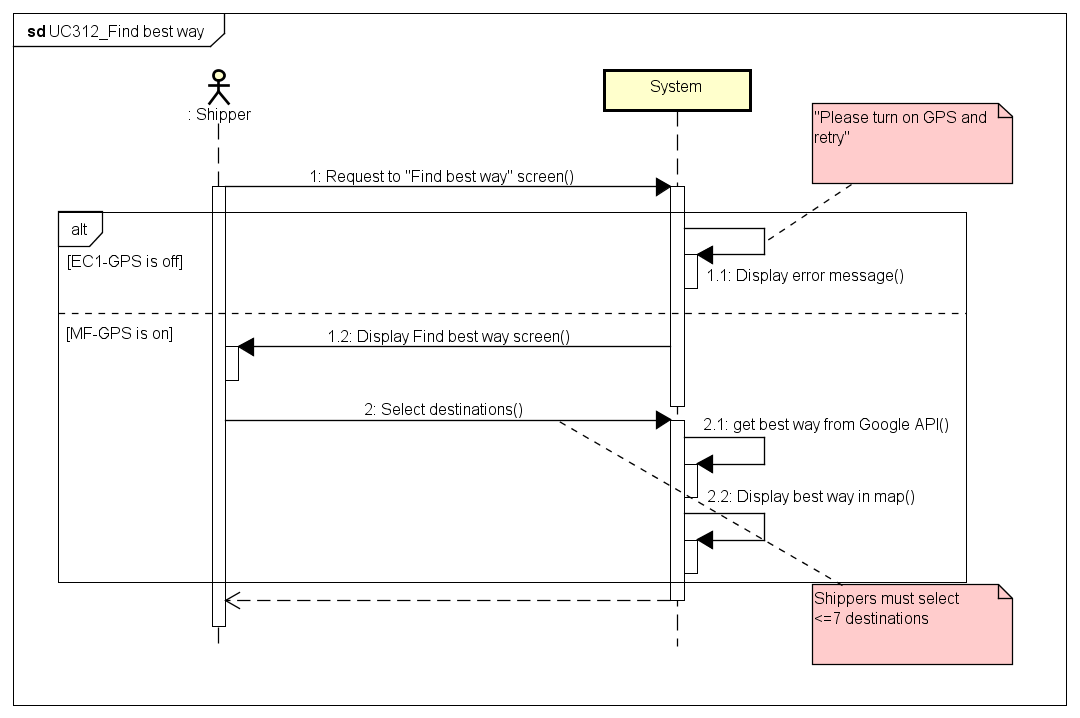 sd UC312_Find best way
: Shipper
System
"Please turn on GPS and
retry"
1: Request to "Find best way" screen()
alt
[EC1-GPS is off]
1.1: Display error message()
[MF-GPS is on]
1.2: Display Find best way screen()
2: Select destinations()
2.1: get best way from Google API()
2.2: Display best way in map()
Shippers must select
<=7 destinations